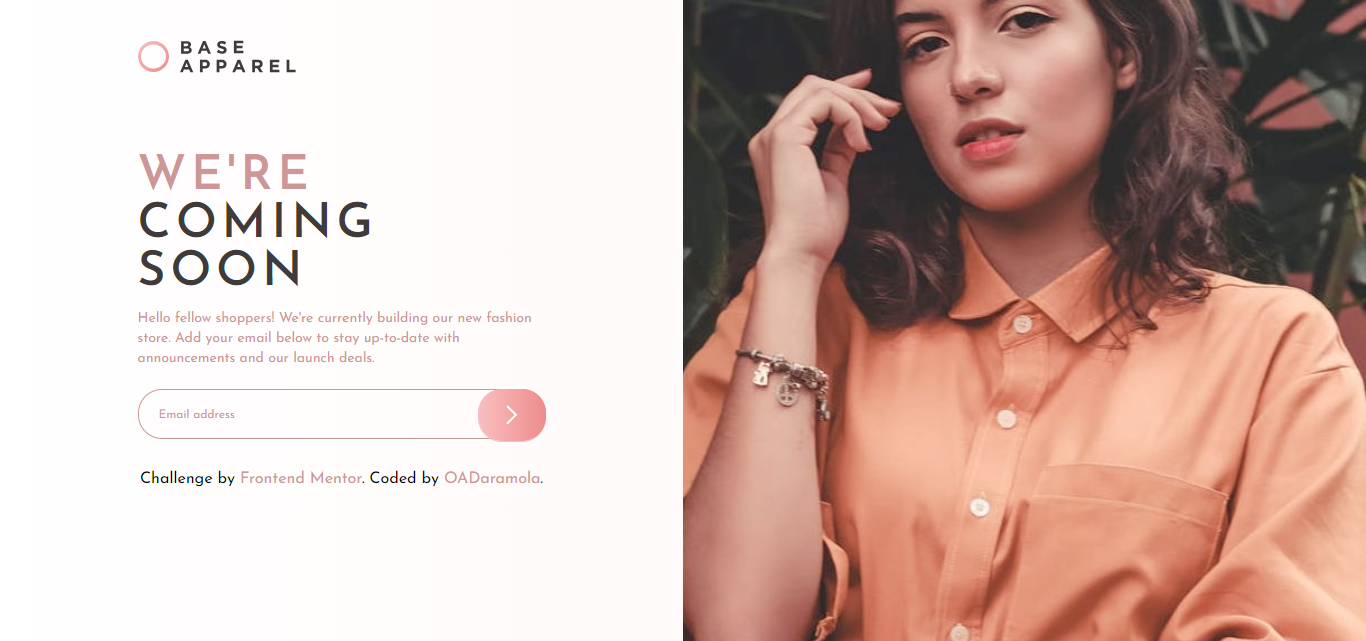 BASE
APPAREL
WE'RE
COMING
SOON
Hello fellow shoppers! We're currently building our new fashion
store. Add your email below to stay up-to-date with
announcements and our launch deals.
Email address
Challenge by Frontend Mentor. Coded by OADaramola.